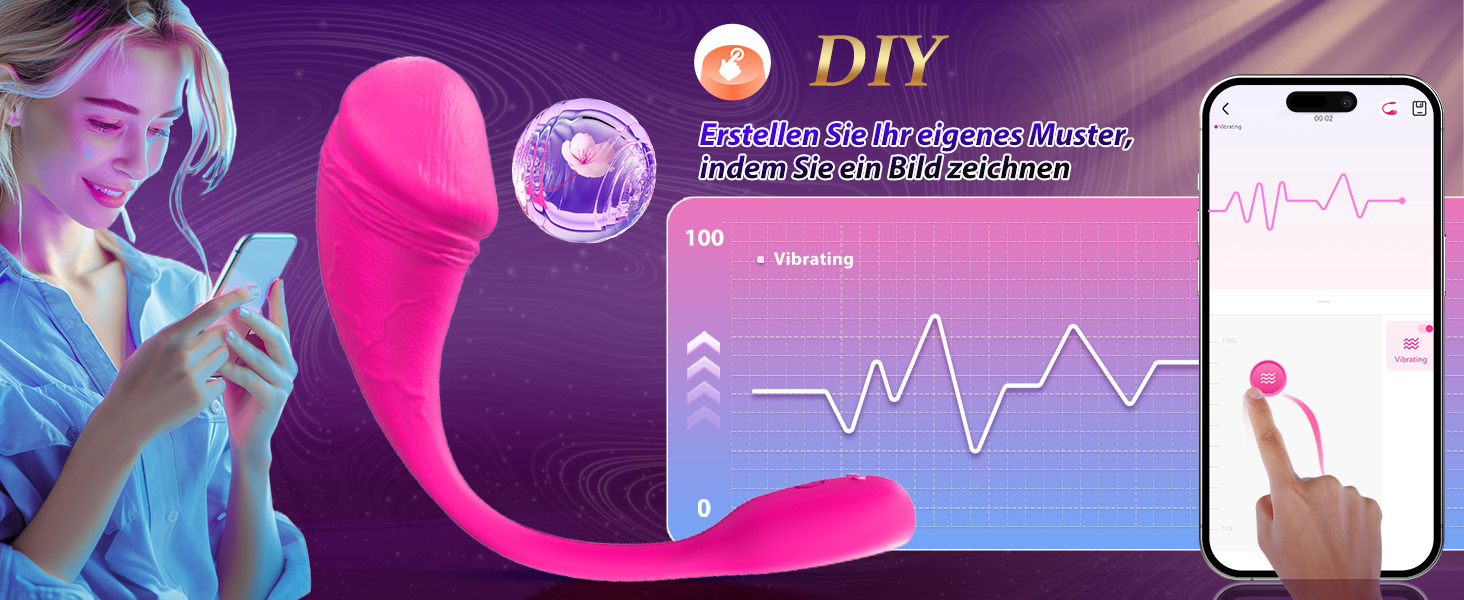 DIY
Erstellen Sie Ihr eigenes Muster,
indem Sie ein Bild zeichnen
100
Vibrating
0
00:02
Vibrating
100%
Vibrating
50%